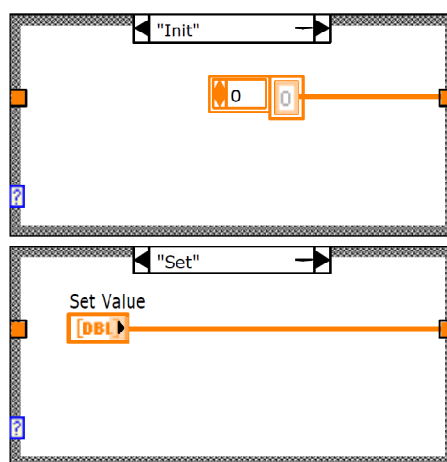 "Init"
0 0
?
"Set"
Set Value
[DBL]
?